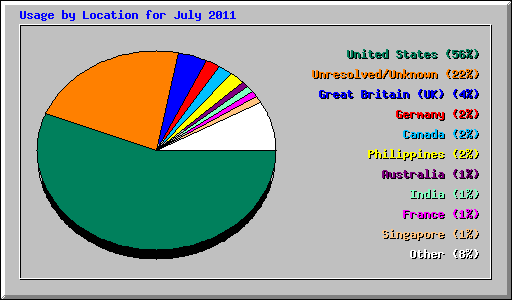 Usage by Location for July 2011
United States (56%)
Unresolved/Unknown (22%)
Great Britain (UK) (4%)
Germany (2%)
Canada (2%)
Philippines (2%)
Australia (1%)
India (1%)
France (1%)
Singapore (1%)
Other (8%)